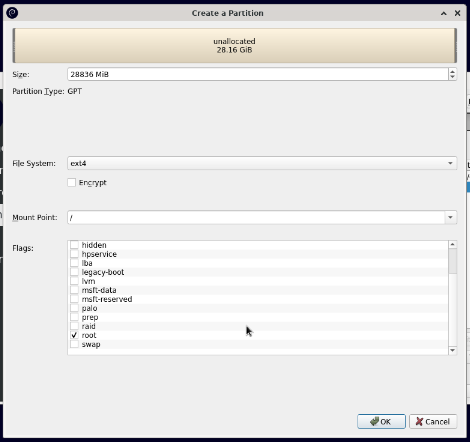 Create a Partition
unallocated
28.16 GiB
Size: 28836 MiB
Partition Type: GPT
File System: ext4
Encrypt
Mount Point: /
Flags:
hidden
hpservice
lba
legacy-boot
lvm
msft-data
msft-reserved
palo
prep
raid
root
swap
OK Cancel